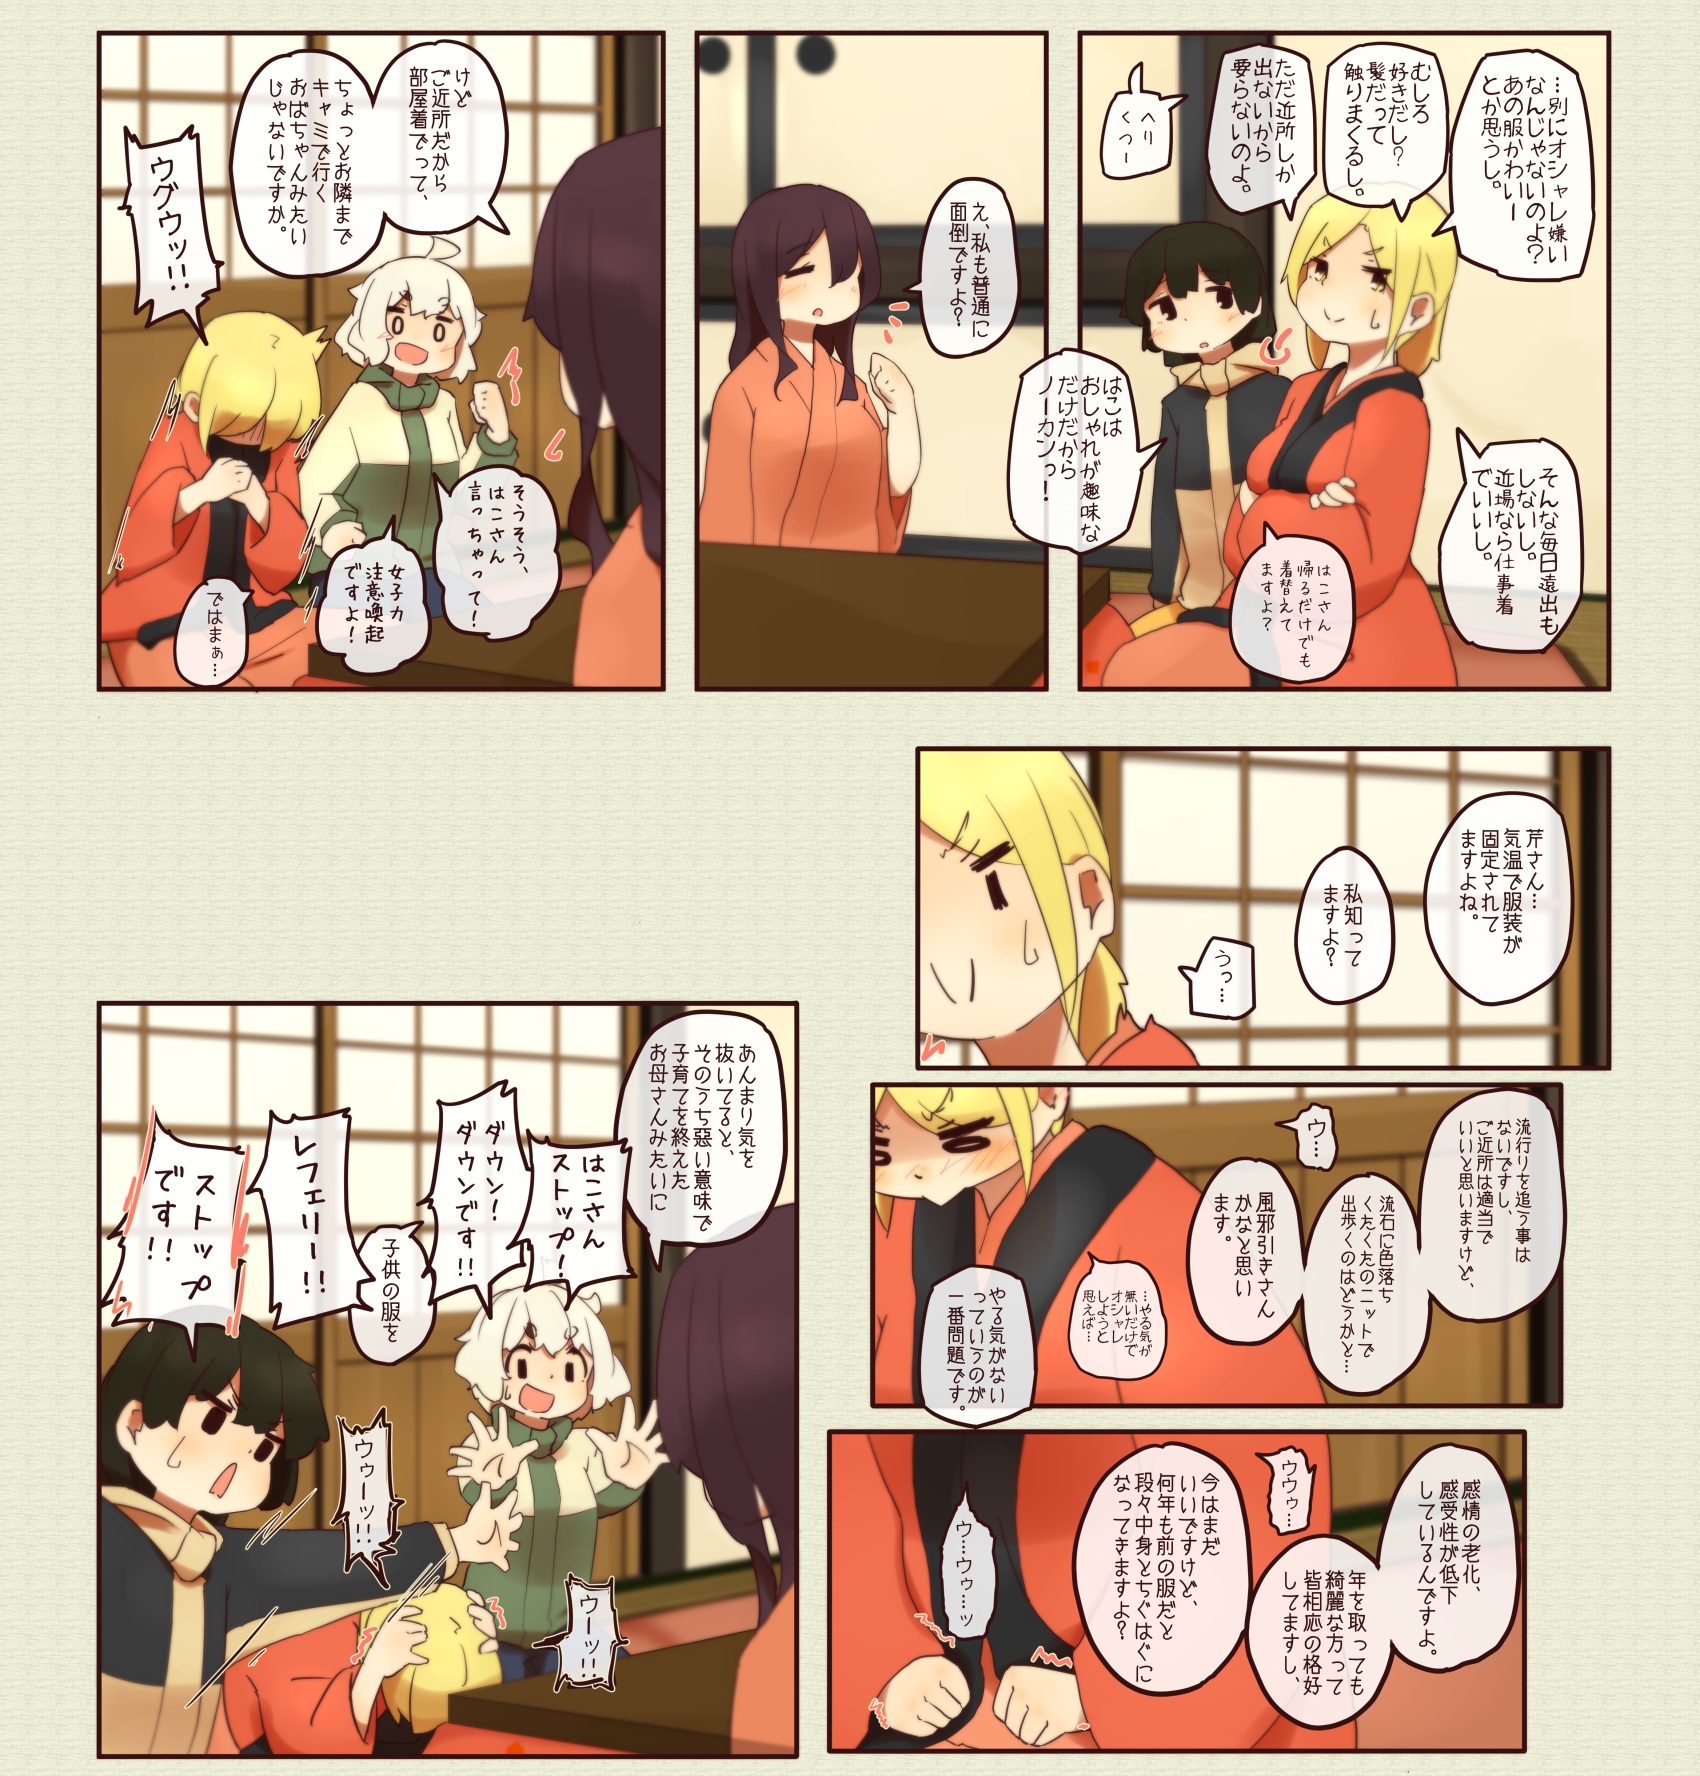 …別にオシャレ嫌い
なんじゃないのよ?
あの服かわいー
とか思うし。
むしろ
好きだし?
髪だって
触りまくるし。
ただ近所しか
出ないから
要らないのよ。
へり
くつー
そんな毎日遠出も
しないし。
近場なら仕事着
でいいし。
はこさん
帰るだけでも
着替えて
ますよ?
はこは
おしゃれが趣味な
だけだから
ノーカンっ!
え、私も普通に
面倒ですよ?
けど
ご近所だから
部屋着でって、
ちょっとお隣まで
キャミで行く
おばちゃんみたい
じゃないですか。
ウグウッ!!
そうそう、
はこさん
言っちゃって!
女子力
注意喚起
ですよ!
ではまぁ…
芹さん…
気温で服装が
固定されて
ますよね。
私知って
ますよ?
うっ…
流行りを追う事は
ないですし、
ご近所は適当で
いいと思いますけど、
流石に色落ち
くたくたのニットで
出歩くのはどうかと…
ウ…
風邪引きさん
かなと思い
ます。
…やる気が
無いだけで
オシャレ
しようと
思えば…
やる気がない
っていうのが
一番問題です。
感情の老化、
感受性が低下
しているんですよ。
年を取っても
綺麗な方って
皆相応の格好
してますし、
ウウゥ…
今はまだ
いいですけど、
何年も前の服だと
段々中身とちぐはぐに
なってきますよ?
ウ…ウゥ…ッ
あんまり気を
抜いてると、
そのうち悪い意味で
子育てを終えた
お母さんみたいに
はこさん
ストップ!
ダウン!
ダウンです!!
子供の服を
レフェリー!!
ストップ
です!!
ウゥーッ!!
ウーッ!!